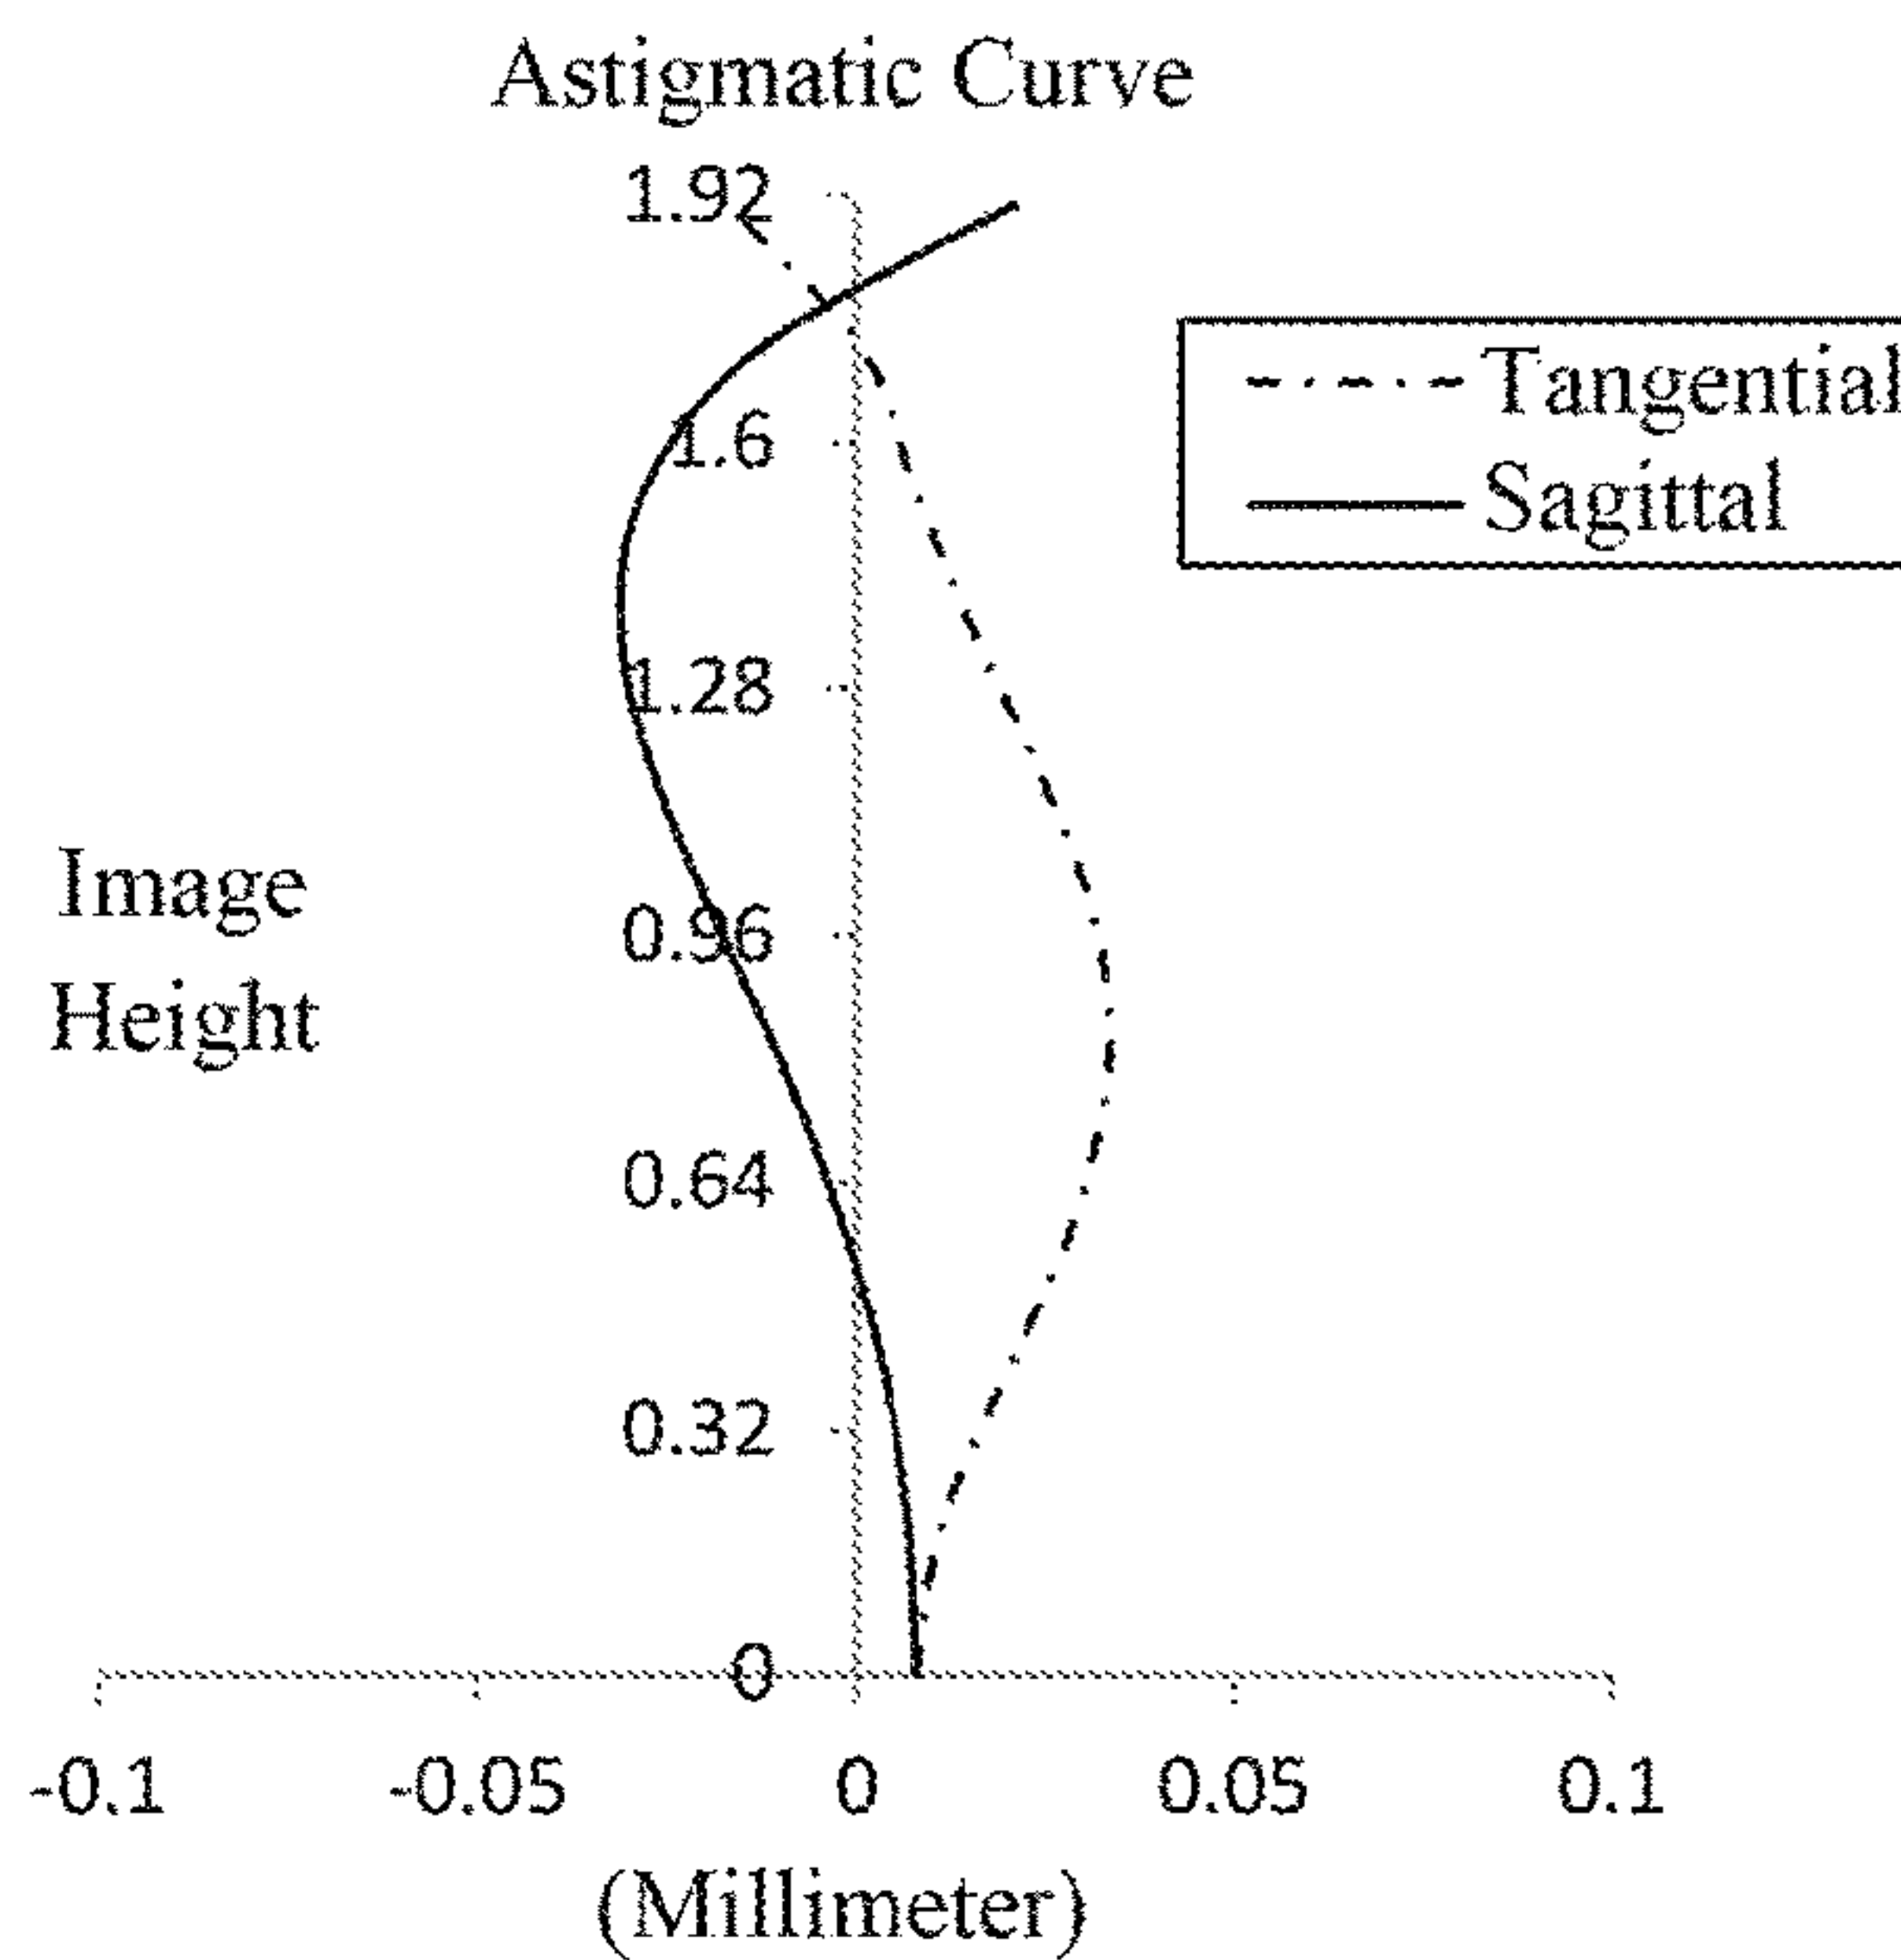 Astigmatic Curve
1.92
Tangential
1.6
Sagittal
1.28
Image
0.96
Height
0.64
0.32
0
-0.1 -0.05 0 0.05 0.1
(Millimeter)